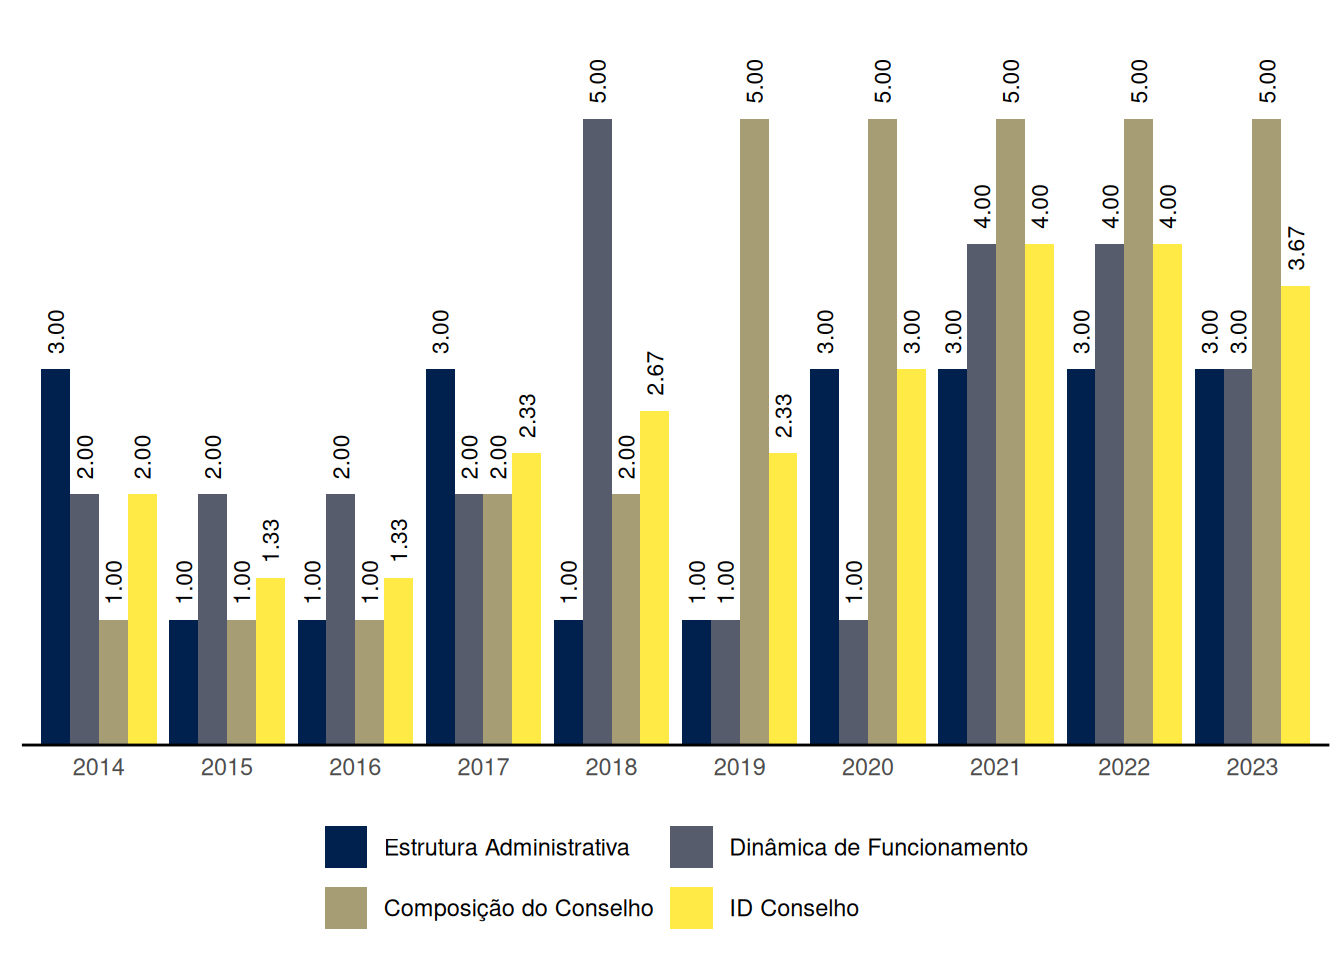 3.00 2.00 1.00 2.00
1.00 2.00 1.00 1.33
1.00 2.00 1.00 1.33
3.00 2.00 2.00 2.33
1.00 5.00 2.00 2.67
1.00 1.00 5.00 2.33
3.00 1.00 5.00 3.00
3.00 4.00 5.00 4.00
3.00 4.00 5.00 4.00
3.00 3.00 5.00 3.67
2014 2015 2016 2017 2018 2019 2020 2021 2022 2023
Estrutura Administrativa Dinâmica de Funcionamento
Composição do Conselho ID Conselho